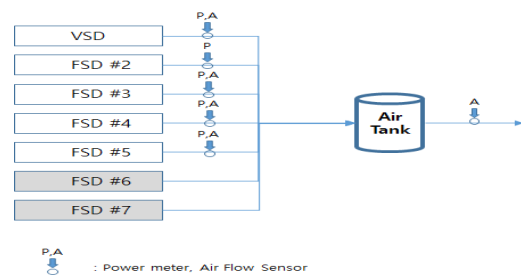 P,A
VSD
P
FSD #2
P,A
FSD #3
P,A
FSD #4
P,A
FSD #5
FSD #6
FSD #7
Air
Tank
A
P,A
: Power meter, Air Flow Sensor